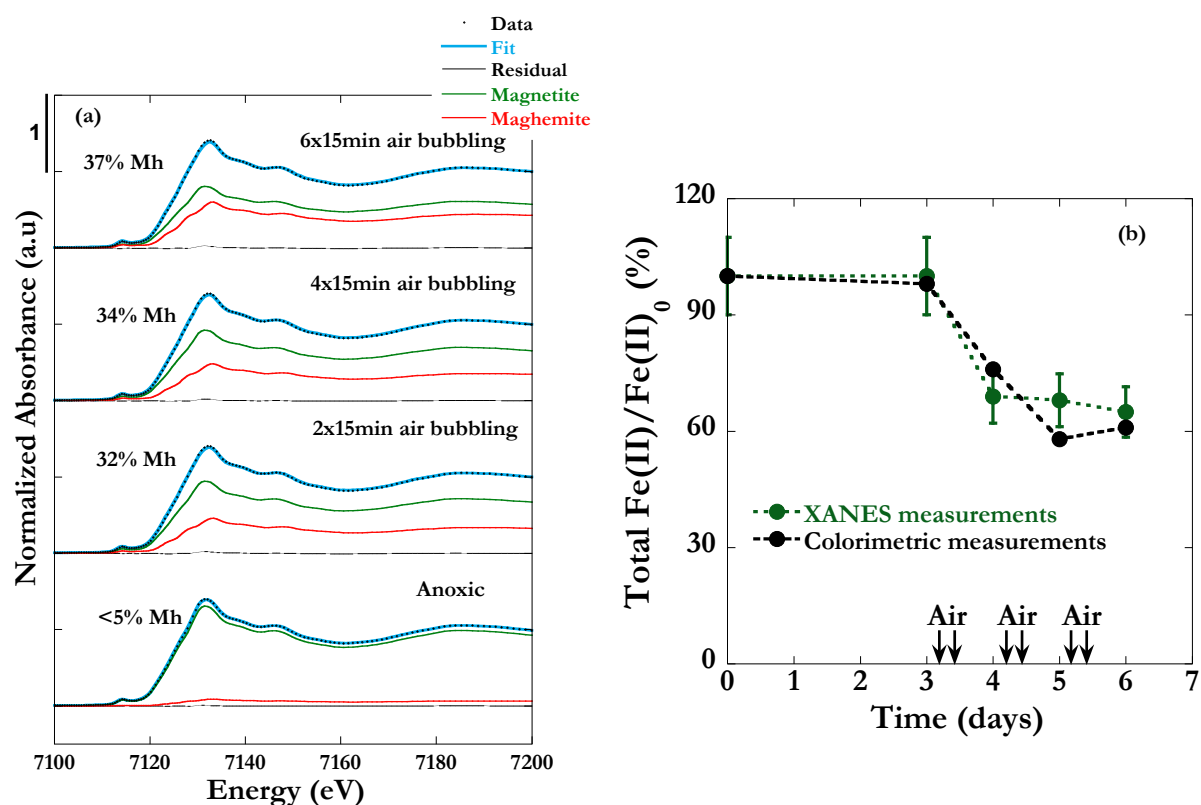 Data
Fit
Residual
Magnetite
Maghemite
1
(a)
6x15min air bubbling
37% Mh
4x15min air bubbling
34% Mh
2x15min air bubbling
32% Mh
Anoxic
<5% Mh
Normalized Absorbance (a.u)
7100 7120 7140 7160 7180 7200
Energy (eV)
(b)
Total Fe(II)/Fe(II)0 (%)
120
90
60
30
0
XANES measurements
Colorimetric measurements
Air Air Air
0 1 2 3 4 5 6 7
Time (days)